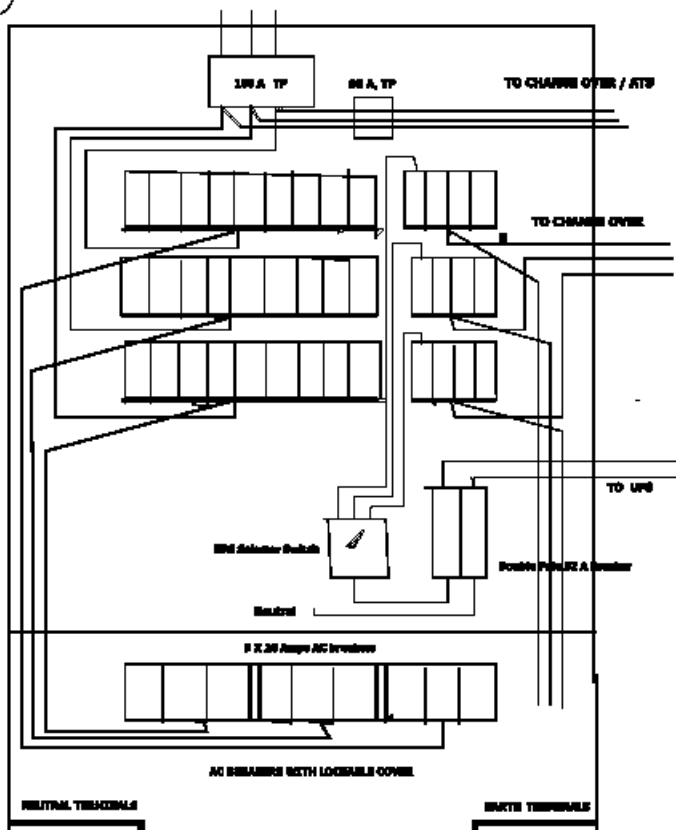 100 A TP
60 A, TP
TO CHANGE OVER / ATS
TO CHANGE OVER
TO UPS
Selector Switch
Double Pole A Breaker
Neutral
X 20 Amps AC breakers
AC BREAKERS WITH LOCKABLE COVER
NEUTRAL TERMINALS
EARTH TERMINALS